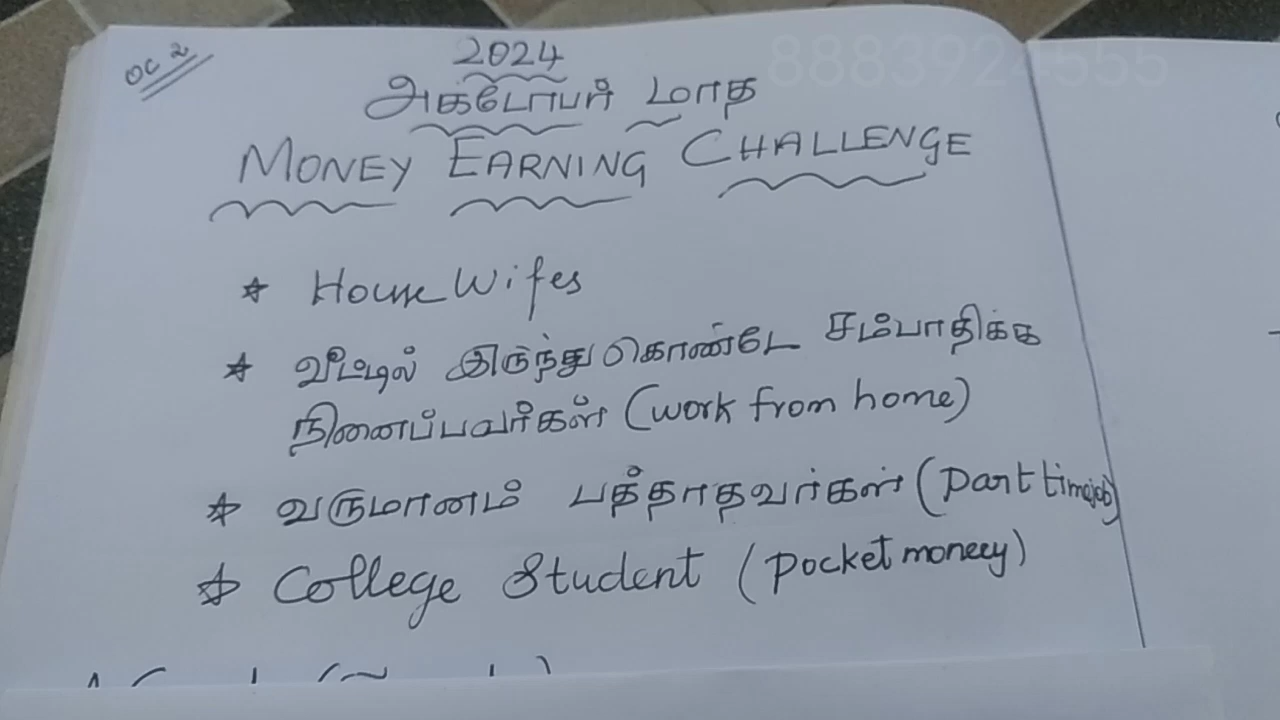 OC 2
2024
அக்டோபர் மாத
MONEY EARNING CHALLENGE
* House Wifes
* வீட்டில் இருந்து கொண்டே சம்பாதிக்க
நினைப்பவர்கள் (work from home)
* வருமானம் பத்தாதவர்கள் (Part time job)
* College Student (Pocket money)